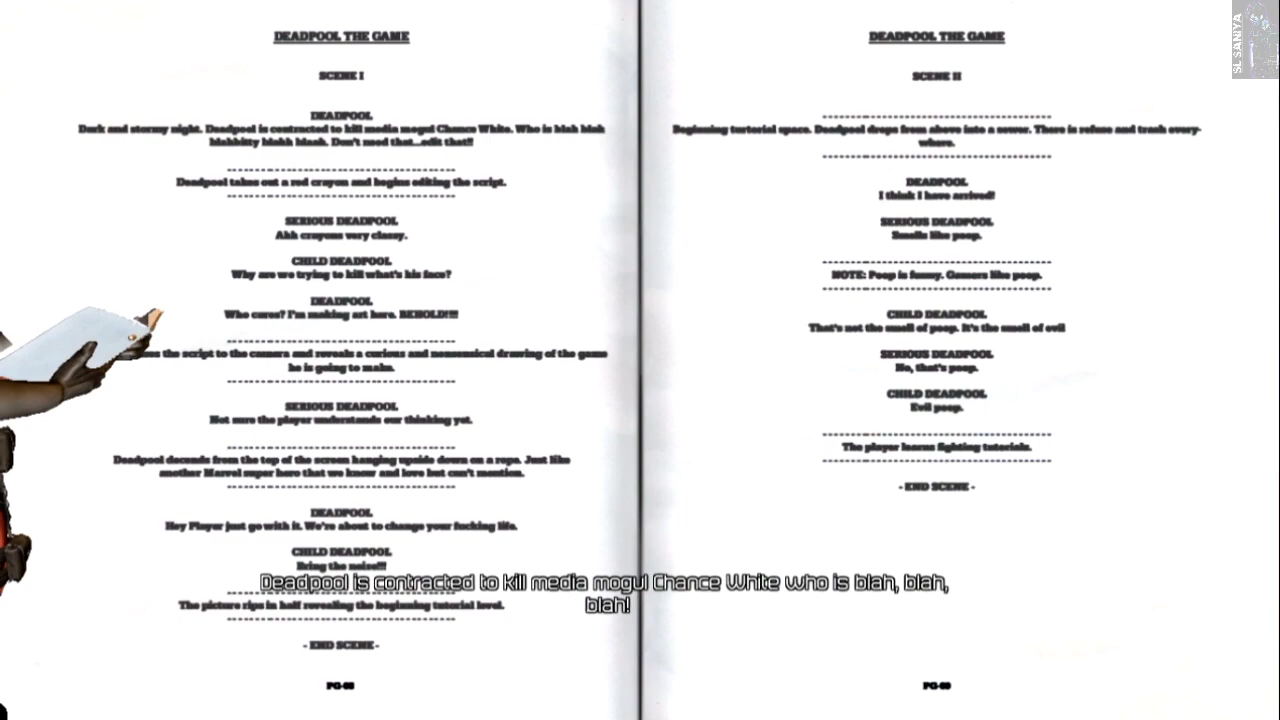 DEADPOOL THE GAME
SCENE I
DEADPOOL
Dark and stormy night. Deadpool is contracted to kill media mogul Chance White. Who is blah blah
blahbitty blahh blaah. Don't need that...edit that!!
Deadpool takes out a red crayon and begins editing the script.
SERIOUS DEADPOOL
Ahh crayons very classy.
CHILD DEADPOOL
Why are we trying to kill what's his face?
DEADPOOL
Who cares? I'm making art here. BEHOLD!!!!
the script to the camera and reveals a curious and nonsensical drawing of the game
he is going to make.
SERIOUS DEADPOOL
Not sure the player understands our thinking yet.
Deadpool decends from the top of the screen hanging upside down on a rope. Just like
another Marvel super hero that we know and love but can't mention.
DEADPOOL
Hey Player just go with it. We're about to change your fucking life.
CHILD DEADPOOL
Bring the noise!!!
The picture rips in half revealing the beginning tutorial level.
- END SCENE -
DEADPOOL THE GAME
SCENE II
Beginning turtorial space. Deadpool drops from above into a sewer. There is refuse and trash every-
where.
DEADPOOL
I think I have arrived!
SERIOUS DEADPOOL
Smells like poop.
NOTE: Poop is funny. Gamers like poop.
CHILD DEADPOOL
That's not the smell of poop. It's the smell of evil
SERIOUS DEADPOOL
No, that's poop.
CHILD DEADPOOL
Evil poop.
The player learns fighting tutorials.
- END SCENE -
Deadpool is contracted to kill media mogul Chance White who is blah, blah,
blah!
SL SANIYA